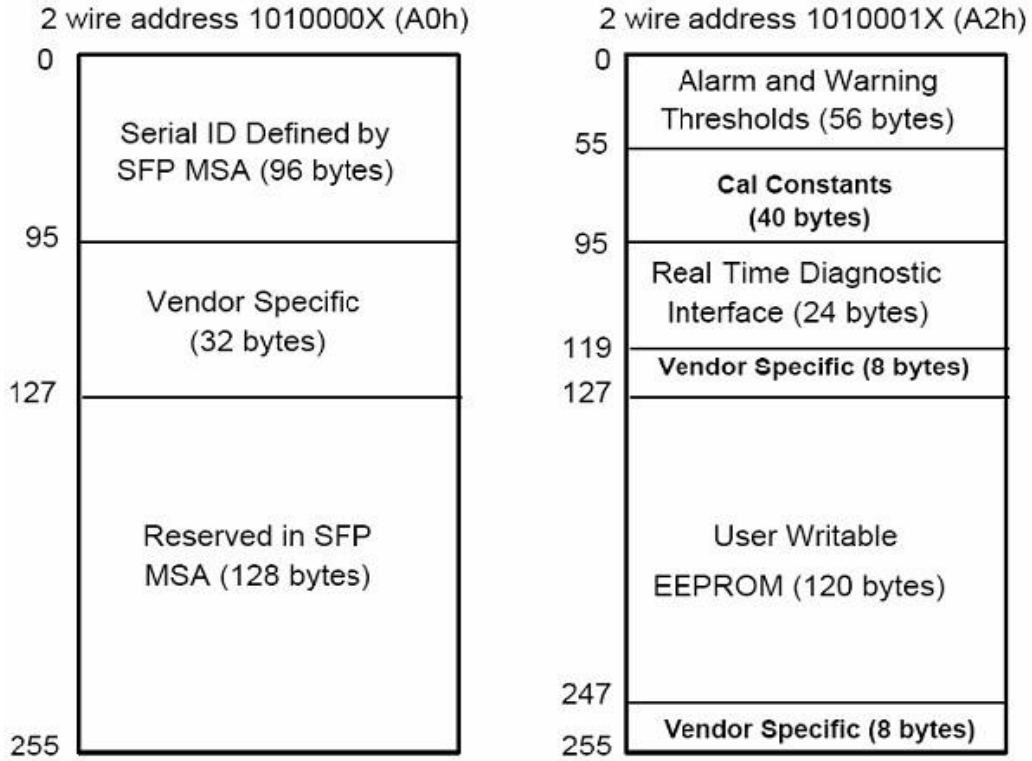 2 wire address 1010000X (A0h)
0
Serial ID Defined by
SFP MSA (96 bytes)
95
Vendor Specific
(32 bytes)
127
Reserved in SFP
MSA (128 bytes)
255
2 wire address 1010001X (A2h)
0
Alarm and Warning
Thresholds (56 bytes)
55
Cal Constants
(40 bytes)
95
Real Time Diagnostic
Interface (24 bytes)
119
Vendor Specific (8 bytes)
127
User Writable
EEPROM (120 bytes)
247
Vendor Specific (8 bytes)
255